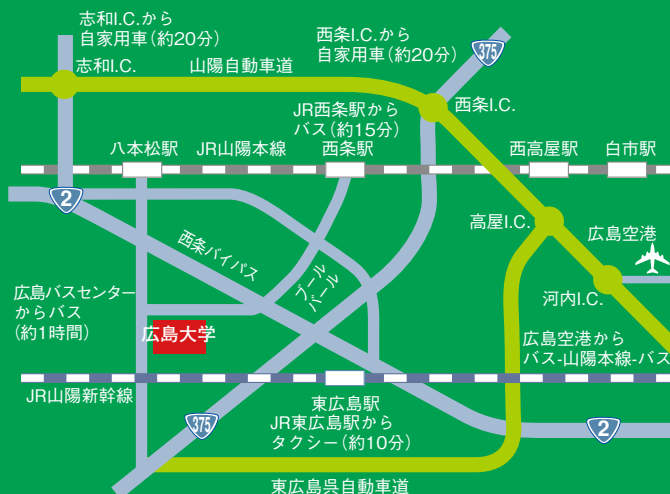 志和I.C.から
自家用車(約20分)
西条I.C.から
自家用車(約20分)
375
志和I.C.
山陽自動車道
西条I.C.
JR西条駅から
バス(約15分)
八本松駅
JR山陽本線
西条駅
西高屋駅
白市駅
2
高屋I.C.
西条バイパス
ブール
バール
広島空港
広島バスセンター
からバス
(約1時間)
河内I.C.
広島大学
広島空港から
バス-山陽本線-バス
JR山陽新幹線
東広島駅
375
JR東広島駅から
タクシー(約10分)
2
東広島呉自動車道